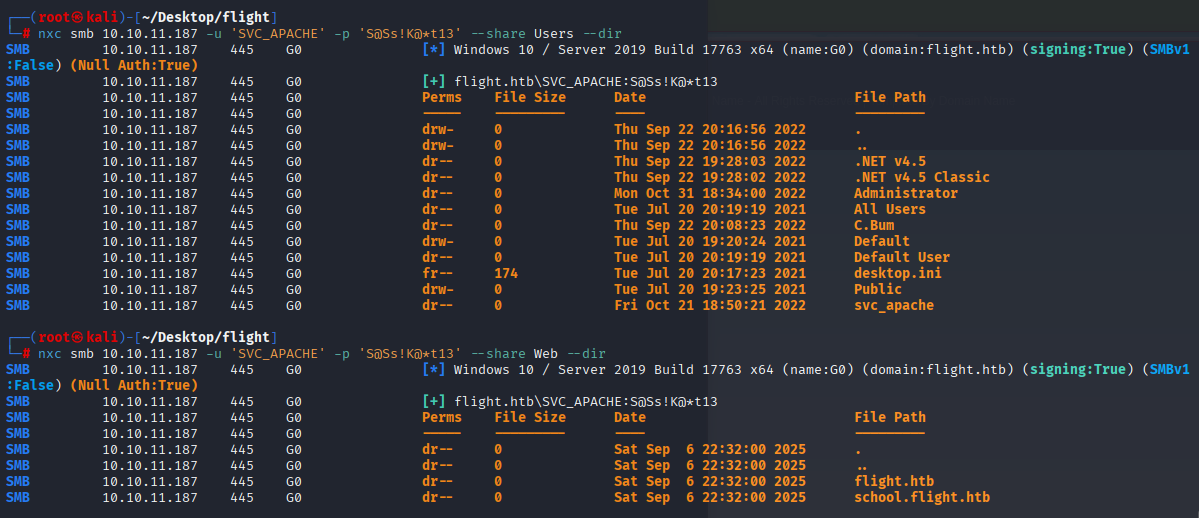 ┌──(root㉿kali)-[~/Desktop/flight]
└─# nxc smb 10.10.11.187 -u 'SVC_APACHE' -p 'S@Ss!K@*t13' --share Users --dir
SMB 10.10.11.187 445 G0 [*] Windows 10 / Server 2019 Build 17763 x64 (name:G0) (domain:flight.htb) (signing:True) (SMBv1
:False) (Null Auth:True)
SMB 10.10.11.187 445 G0 [+] flight.htb\SVC_APACHE:S@Ss!K@*t13
SMB 10.10.11.187 445 G0 Perms File Size Date File Path
SMB 10.10.11.187 445 G0 ----- --------- ---- ---------
SMB 10.10.11.187 445 G0 drw- 0 Thu Sep 22 20:16:56 2022 .
SMB 10.10.11.187 445 G0 drw- 0 Thu Sep 22 20:16:56 2022 ..
SMB 10.10.11.187 445 G0 dr-- 0 Thu Sep 22 19:28:03 2022 .NET v4.5
SMB 10.10.11.187 445 G0 dr-- 0 Thu Sep 22 19:28:02 2022 .NET v4.5 Classic
SMB 10.10.11.187 445 G0 dr-- 0 Mon Oct 31 18:34:00 2022 Administrator
SMB 10.10.11.187 445 G0 dr-- 0 Tue Jul 20 20:19:19 2021 All Users
SMB 10.10.11.187 445 G0 dr-- 0 Thu Sep 22 20:08:23 2022 C.Bum
SMB 10.10.11.187 445 G0 drw- 0 Tue Jul 20 19:20:24 2021 Default
SMB 10.10.11.187 445 G0 dr-- 0 Tue Jul 20 20:19:19 2021 Default User
SMB 10.10.11.187 445 G0 fr-- 174 Tue Jul 20 20:17:23 2021 desktop.ini
SMB 10.10.11.187 445 G0 drw- 0 Tue Jul 20 19:23:25 2021 Public
SMB 10.10.11.187 445 G0 dr-- 0 Fri Oct 21 18:50:21 2022 svc_apache
┌──(root㉿kali)-[~/Desktop/flight]
└─# nxc smb 10.10.11.187 -u 'SVC_APACHE' -p 'S@Ss!K@*t13' --share Web --dir
SMB 10.10.11.187 445 G0 [*] Windows 10 / Server 2019 Build 17763 x64 (name:G0) (domain:flight.htb) (signing:True) (SMBv1
:False) (Null Auth:True)
SMB 10.10.11.187 445 G0 [+] flight.htb\SVC_APACHE:S@Ss!K@*t13
SMB 10.10.11.187 445 G0 Perms File Size Date File Path
SMB 10.10.11.187 445 G0 ----- --------- ---- ---------
SMB 10.10.11.187 445 G0 dr-- 0 Sat Sep 6 22:32:00 2025 .
SMB 10.10.11.187 445 G0 dr-- 0 Sat Sep 6 22:32:00 2025 ..
SMB 10.10.11.187 445 G0 dr-- 0 Sat Sep 6 22:32:00 2025 flight.htb
SMB 10.10.11.187 445 G0 dr-- 0 Sat Sep 6 22:32:00 2025 school.flight.htb